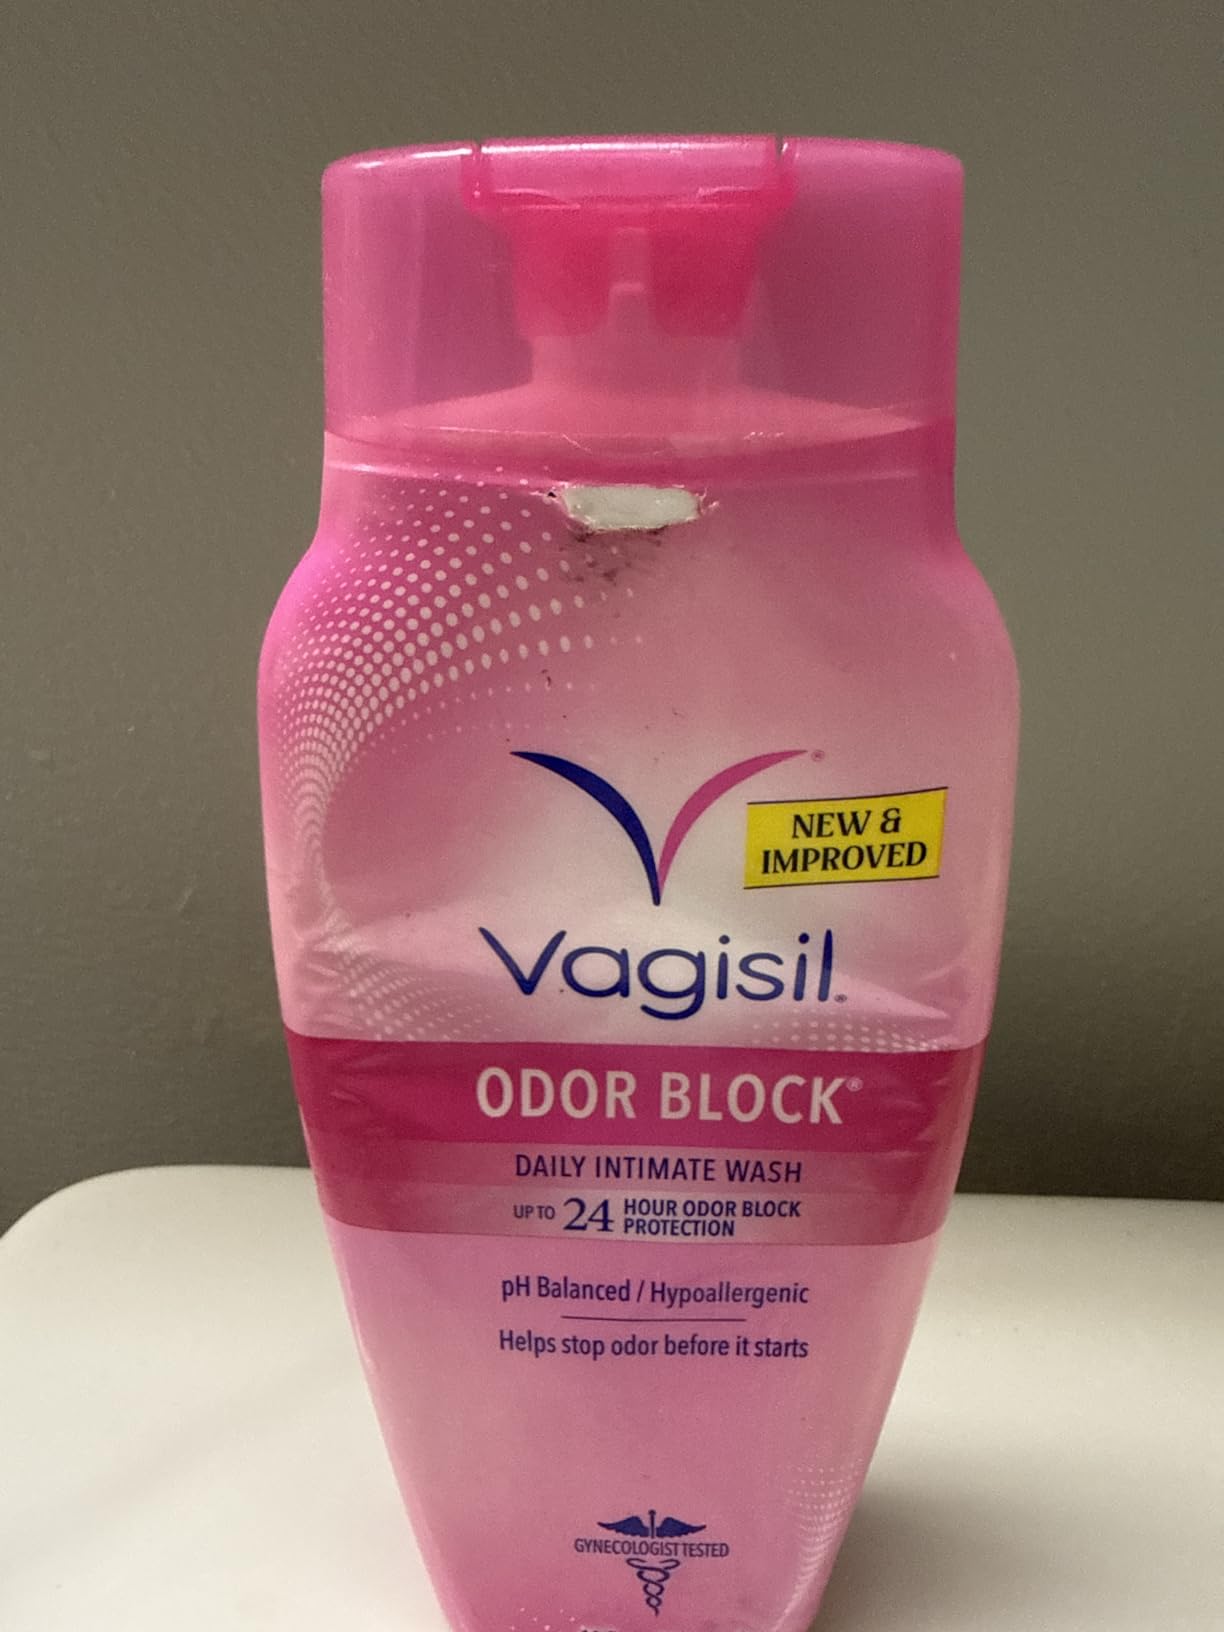 NEW &
IMPROVED
Vagisil®
ODOR BLOCK®
DAILY INTIMATE WASH
UP TO 24 HOUR ODOR BLOCK
PROTECTION
pH Balanced / Hypoallergenic
Helps stop odor before it starts
GYNECOLOGIST TESTED